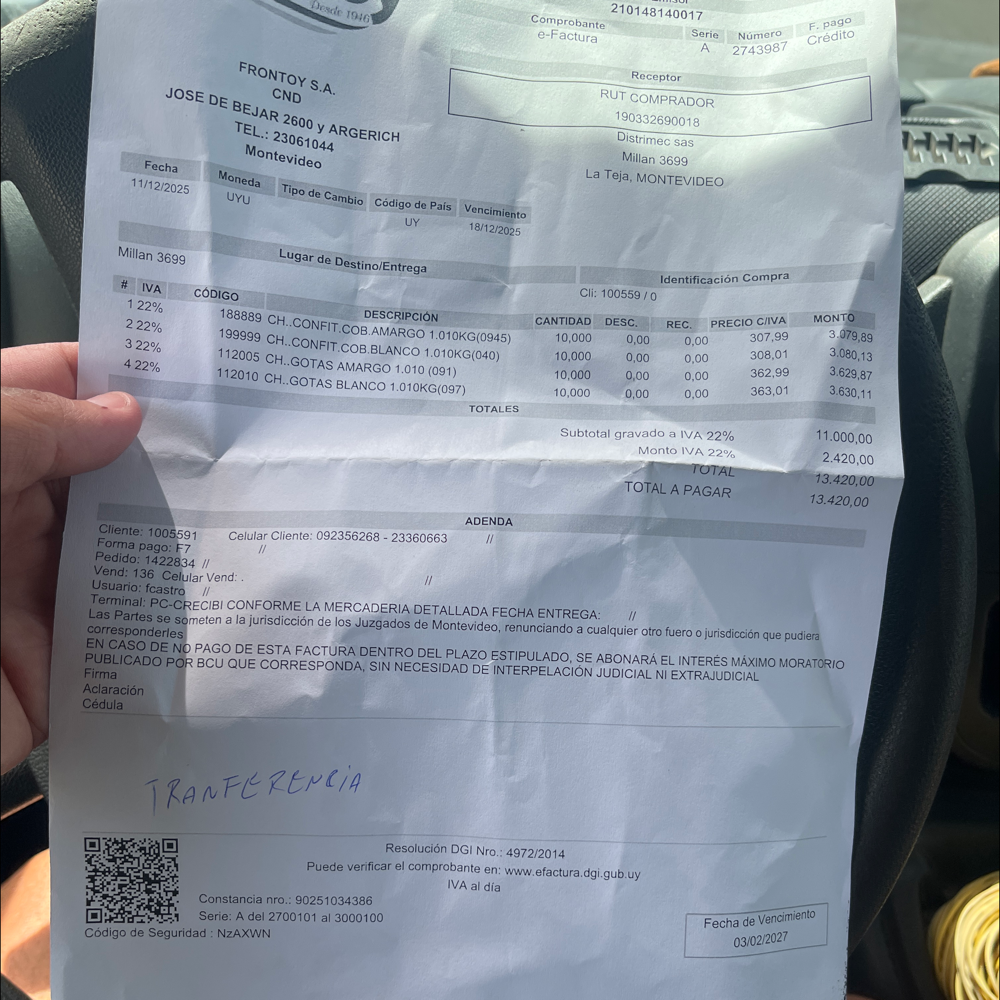 Desde 1946
210148140017
Comprobante Serie Número F. pago
e-Factura A 2743987 Crédito
FRONTOY S.A.
CND
JOSE DE BEJAR 2600 y ARGERICH
TEL.: 23061044
Montevideo
Receptor
RUT COMPRADOR
190332690018
Distrimec sas
Millan 3699
La Teja, MONTEVIDEO
Fecha Moneda Tipo de Cambio Código de País Vencimiento
11/12/2025 UYU UY 18/12/2025
Lugar de Destino/Entrega
Millan 3699
Identificación Compra
Cli: 100559 / 0
# IVA CÓDIGO DESCRIPCIÓN CANTIDAD DESC. REC. PRECIO C/IVA MONTO
1 22% 188889 CH..CONFIT.COB.AMARGO 1.010KG(0945) 10,000 0,00 0,00 307,99 3.079,89
2 22% 199999 CH..CONFIT.COB.BLANCO 1.010KG(040) 10,000 0,00 0,00 308,01 3.080,13
3 22% 112005 CH..GOTAS AMARGO 1.010 (091) 10,000 0,00 0,00 362,99 3.629,87
4 22% 112010 CH..GOTAS BLANCO 1.010KG(097) 10,000 0,00 0,00 363,01 3.630,11
TOTALES
Subtotal gravado a IVA 22% 11.000,00
Monto IVA 22% 2.420,00
TOTAL 13.420,00
TOTAL A PAGAR 13.420,00
ADENDA
Cliente: 1005591 Celular Cliente: 092356268 - 23360663 //
Forma pago: F7 //
Pedido: 1422834 //
Vend: 136 Celular Vend: . //
Usuario: fcastro //
Terminal: PC-CRECIBI CONFORME LA MERCADERIA DETALLADA FECHA ENTREGA: //
Las Partes se someten a la jurisdicción de los Juzgados de Montevideo, renunciando a cualquier otro fuero o jurisdicción que pudiera
corresponderles
EN CASO DE NO PAGO DE ESTA FACTURA DENTRO DEL PLAZO ESTIPULADO, SE ABONARÁ EL INTERÉS MÁXIMO MORATORIO
PUBLICADO POR BCU QUE CORRESPONDA, SIN NECESIDAD DE INTERPELACIÓN JUDICIAL NI EXTRAJUDICIAL
Firma
Aclaración
Cédula
TRANFERENCIA
Resolución DGI Nro.: 4972/2014
Puede verificar el comprobante en: www.efactura.dgi.gub.uy
IVA al día
Constancia nro.: 90251034386
Serie: A del 2700101 al 3000100
Código de Seguridad : NzAXWN
Fecha de Vencimiento
03/02/2027